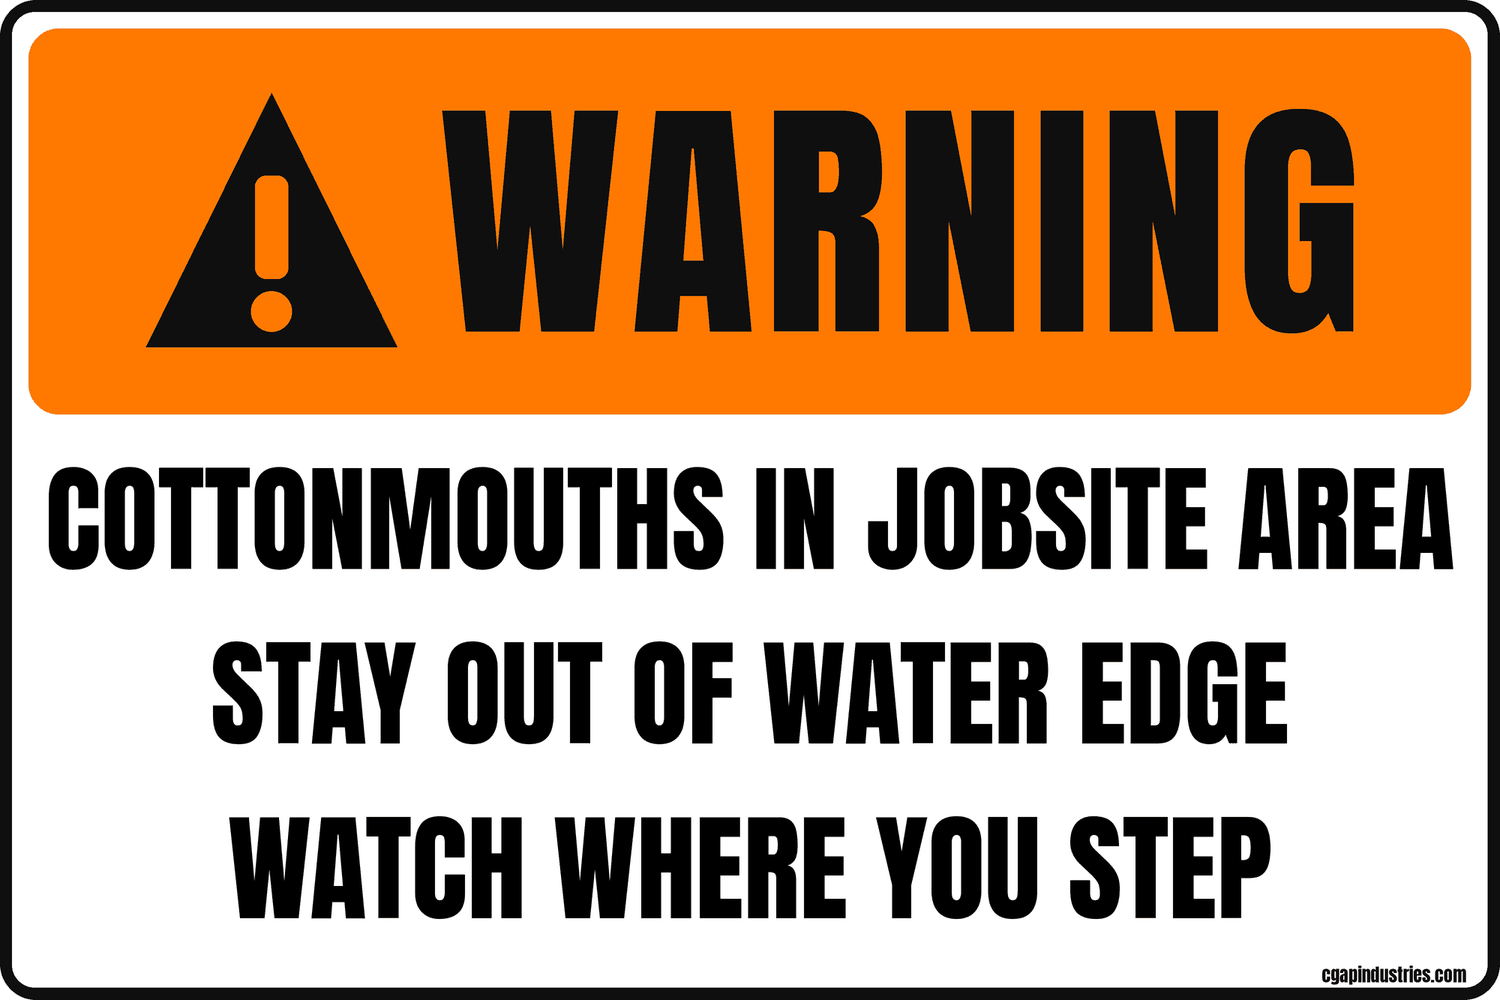 WARNING
COTTONMOUTHS IN JOBSITE AREA
STAY OUT OF WATER EDGE
WATCH WHERE YOU STEP
cgapindustries.com